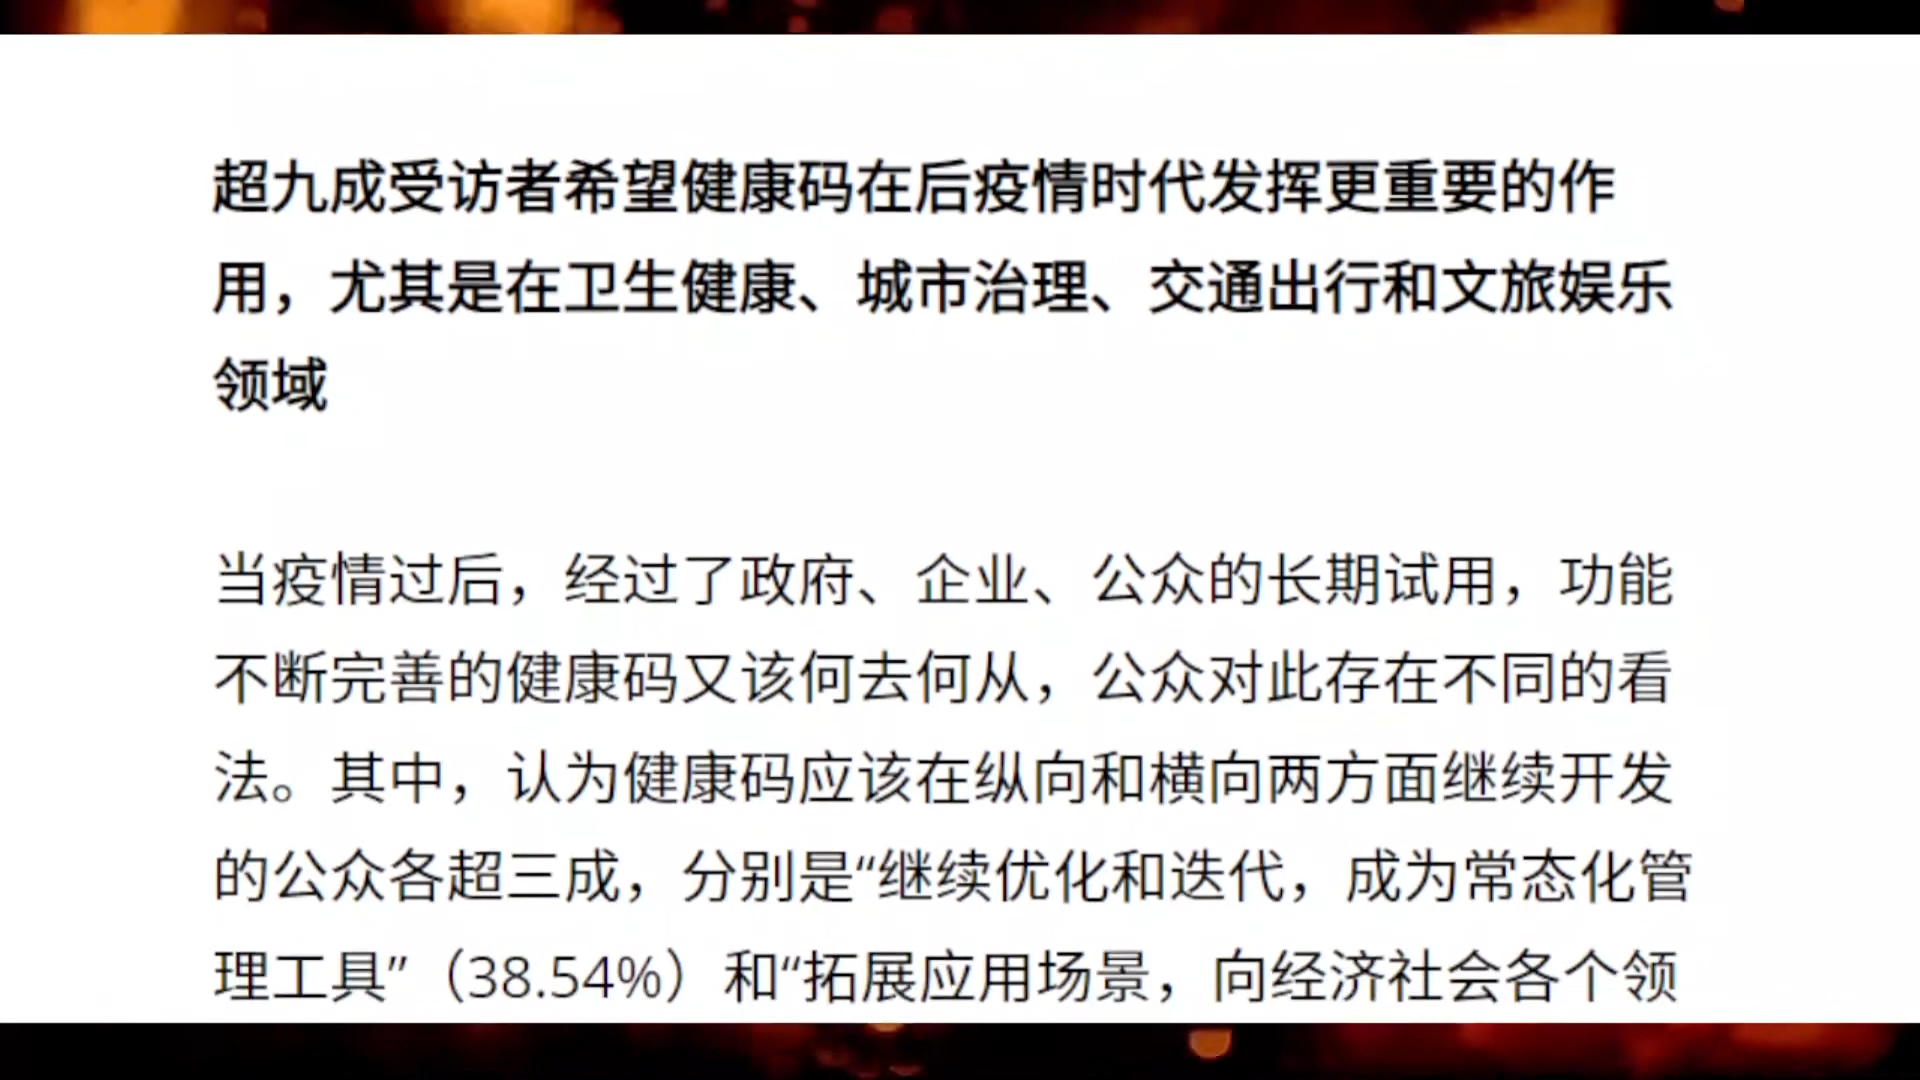 超九成受访者希望健康码在后疫情时代发挥更重要的作
用，尤其是在卫生健康、城市治理、交通出行和文旅娱乐
领域
当疫情过后，经过了政府、企业、公众的长期试用，功能
不断完善的健康码又该何去何从，公众对此存在不同的看
法。其中，认为健康码应该在纵向和横向两方面继续开发
的公众各超三成，分别是“继续优化和迭代，成为常态化管
理工具”（38.54%）和“拓展应用场景，向经济社会各个领